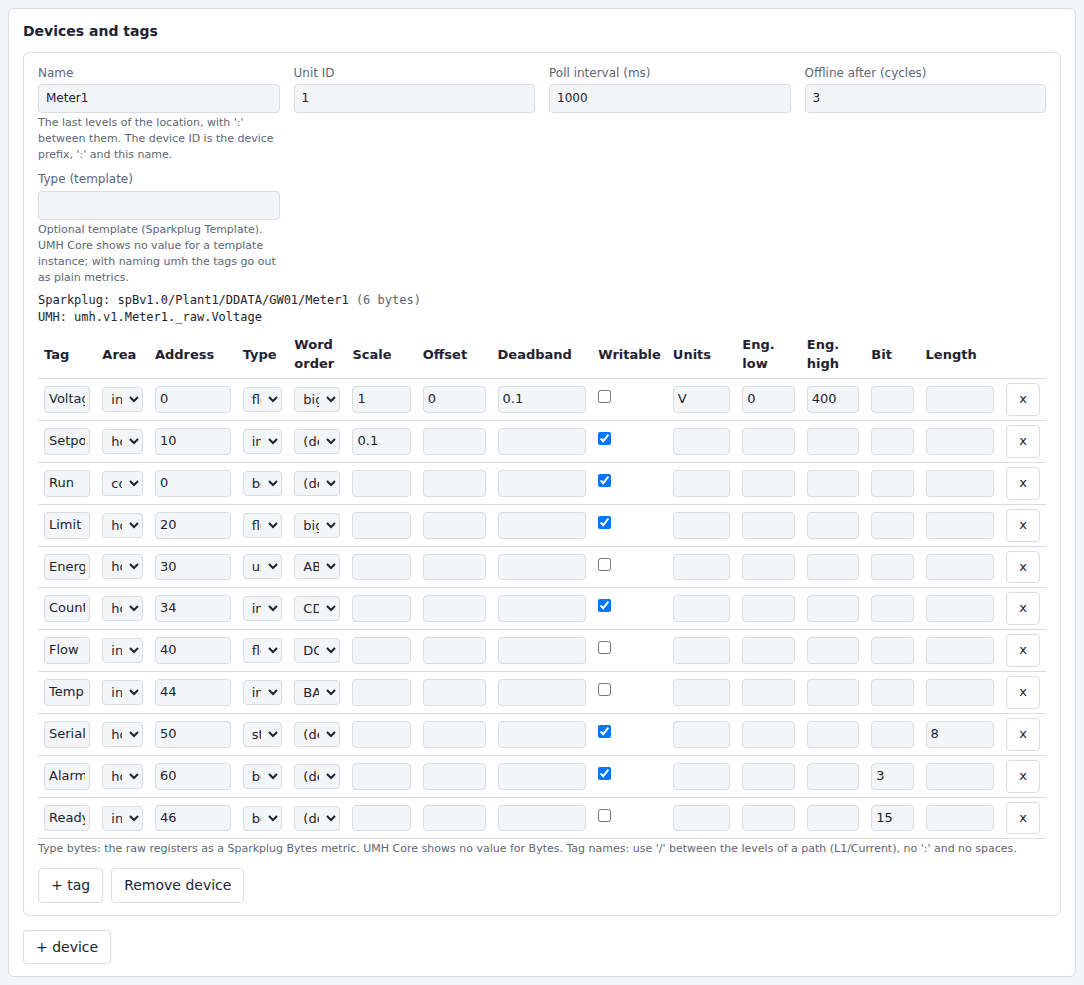 Devices and tags
Name Unit ID Poll interval (ms) Offline after (cycles)
Meter1 1 1000 3
The last levels of the location, with ':'
between them. The device ID is the device
prefix, ':' and this name.
Type (template)
Optional template (Sparkplug Template).
UMH Core shows no value for a template
instance; with naming umh the tags go out
as plain metrics.
Sparkplug: spBv1.0/Plant1/DDATA/GW01/Meter1 (6 bytes)
UMH: umh.v1.Meter1._raw.Voltage
Tag Area Address Type Word order Scale Offset Deadband Writable Units Eng. low Eng. high Bit Length
0 1 0 0.1 V 0 400 x
10 0.1 x
Run 0 x
Limit 20 x
30 x
34 x
Flow 40 x
Temp 44 x
Serial 50 8 x
Alarm 60 3 x
Ready 46 15 x
Type bytes: the raw registers as a Sparkplug Bytes metric. UMH Core shows no value for Bytes. Tag names: use '/' between the levels of a path (L1/Current), no ':' and no spaces.
+ tag Remove device
+ device